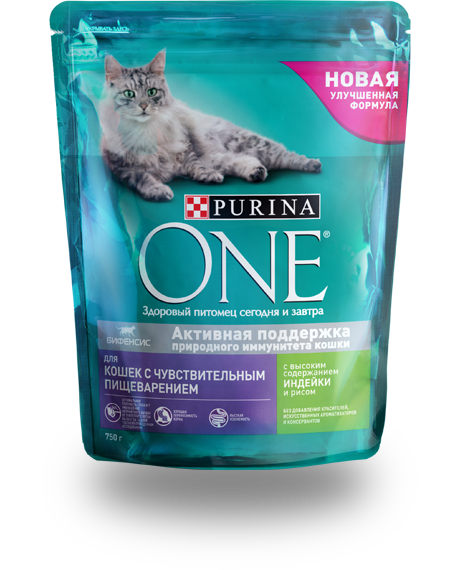 НОВАЯ
УЛУЧШЕННАЯ
ФОРМУЛА
PURINA
ONE®
Здоровый питомец сегодня и завтра
БИФЕНСИС
Активная поддержка
природного иммунитета кошки
для
КОШЕК С ЧУВСТВИТЕЛЬНЫМ
ПИЩЕВАРЕНИЕМ
с высоким
содержанием
ИНДЕЙКИ
и рисом
БЕЗ ДОБАВЛЕНИЯ КРАСИТЕЛЕЙ,
ИСКУССТВЕННЫХ АРОМАТИЗАТОРОВ
И КОНСЕРВАНТОВ
750 г